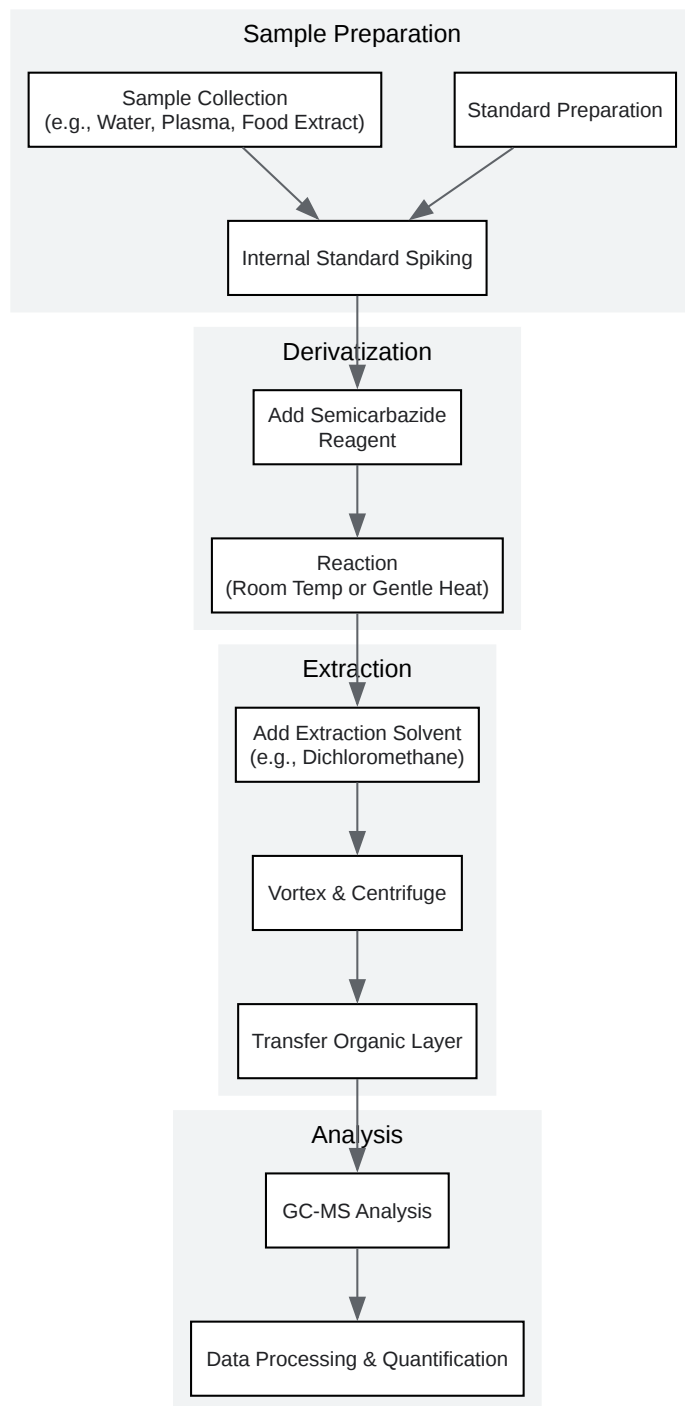 Sample Preparation
Sample Collection
(e.g., Water, Plasma, Food Extract)
Standard Preparation
Internal Standard Spiking
Derivatization
Add Semicarbazide
Reagent
Reaction
(Room Temp or Gentle Heat)
Extraction
Add Extraction Solvent
(e.g., Dichloromethane)
Vortex & Centrifuge
Transfer Organic Layer
Analysis
GC-MS Analysis
Data Processing & Quantification